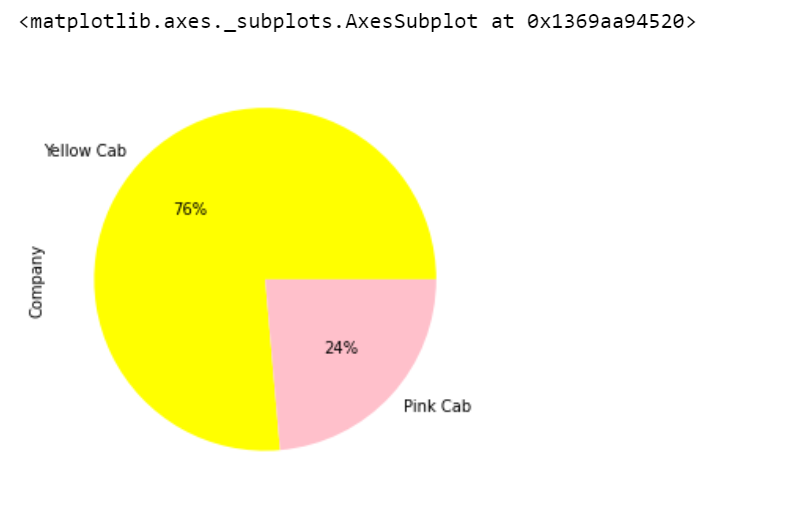 <matplotlib.axes._subplots.AxesSubplot at 0x1369aa94520>
Yellow Cab
76%
Company
24%
Pink Cab